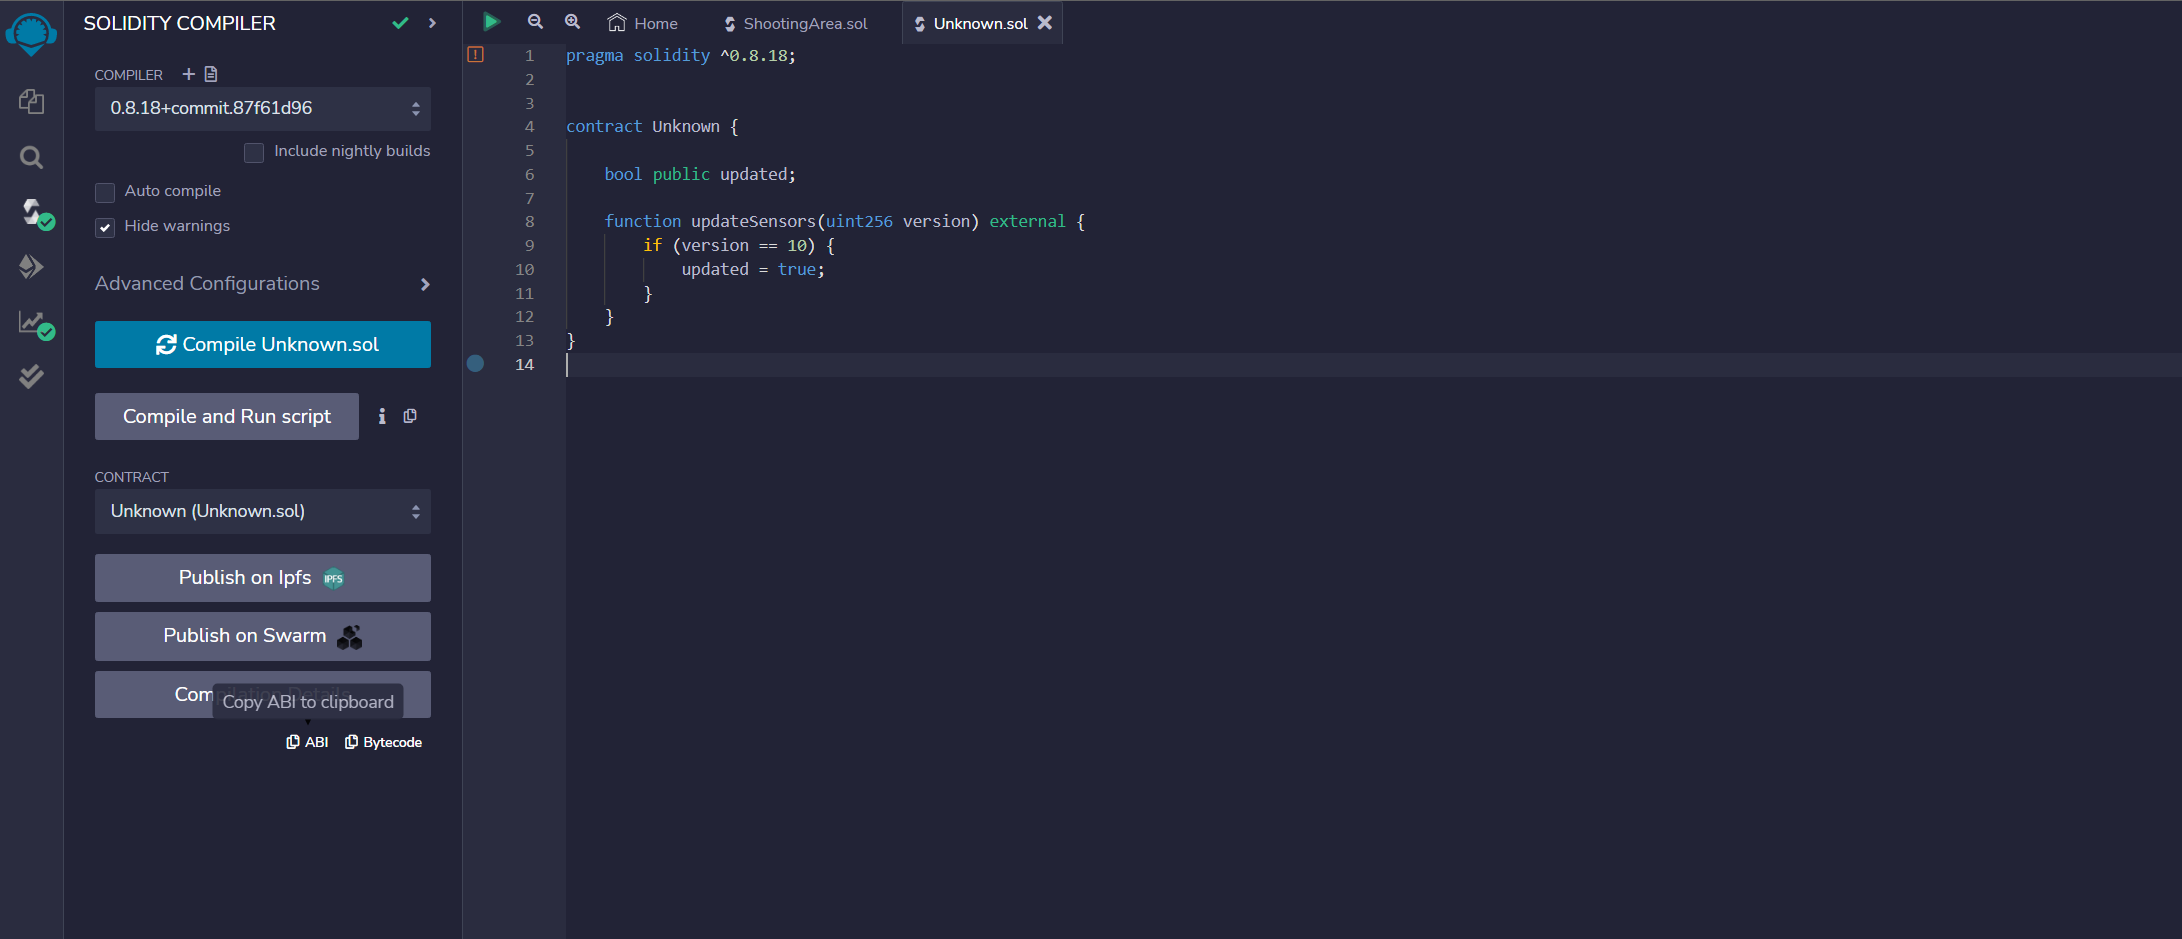 SOLIDITY COMPILER
COMPILER
0.8.18+commit.87f61d96
Include nightly builds
Auto compile
Hide warnings
Advanced Configurations
Compile Unknown.sol
Compile and Run script
CONTRACT
Unknown (Unknown.sol)
Publish on Ipfs IPFS
Publish on Swarm
Compilation Details
Copy ABI to clipboard
ABI Bytecode
Home ShootingArea.sol Unknown.sol
1 pragma solidity ^0.8.18;
2
3
4 contract Unknown {
5
6 bool public updated;
7
8 function updateSensors(uint256 version) external {
9 if (version == 10) {
10 updated = true;
11 }
12 }
13 }
14